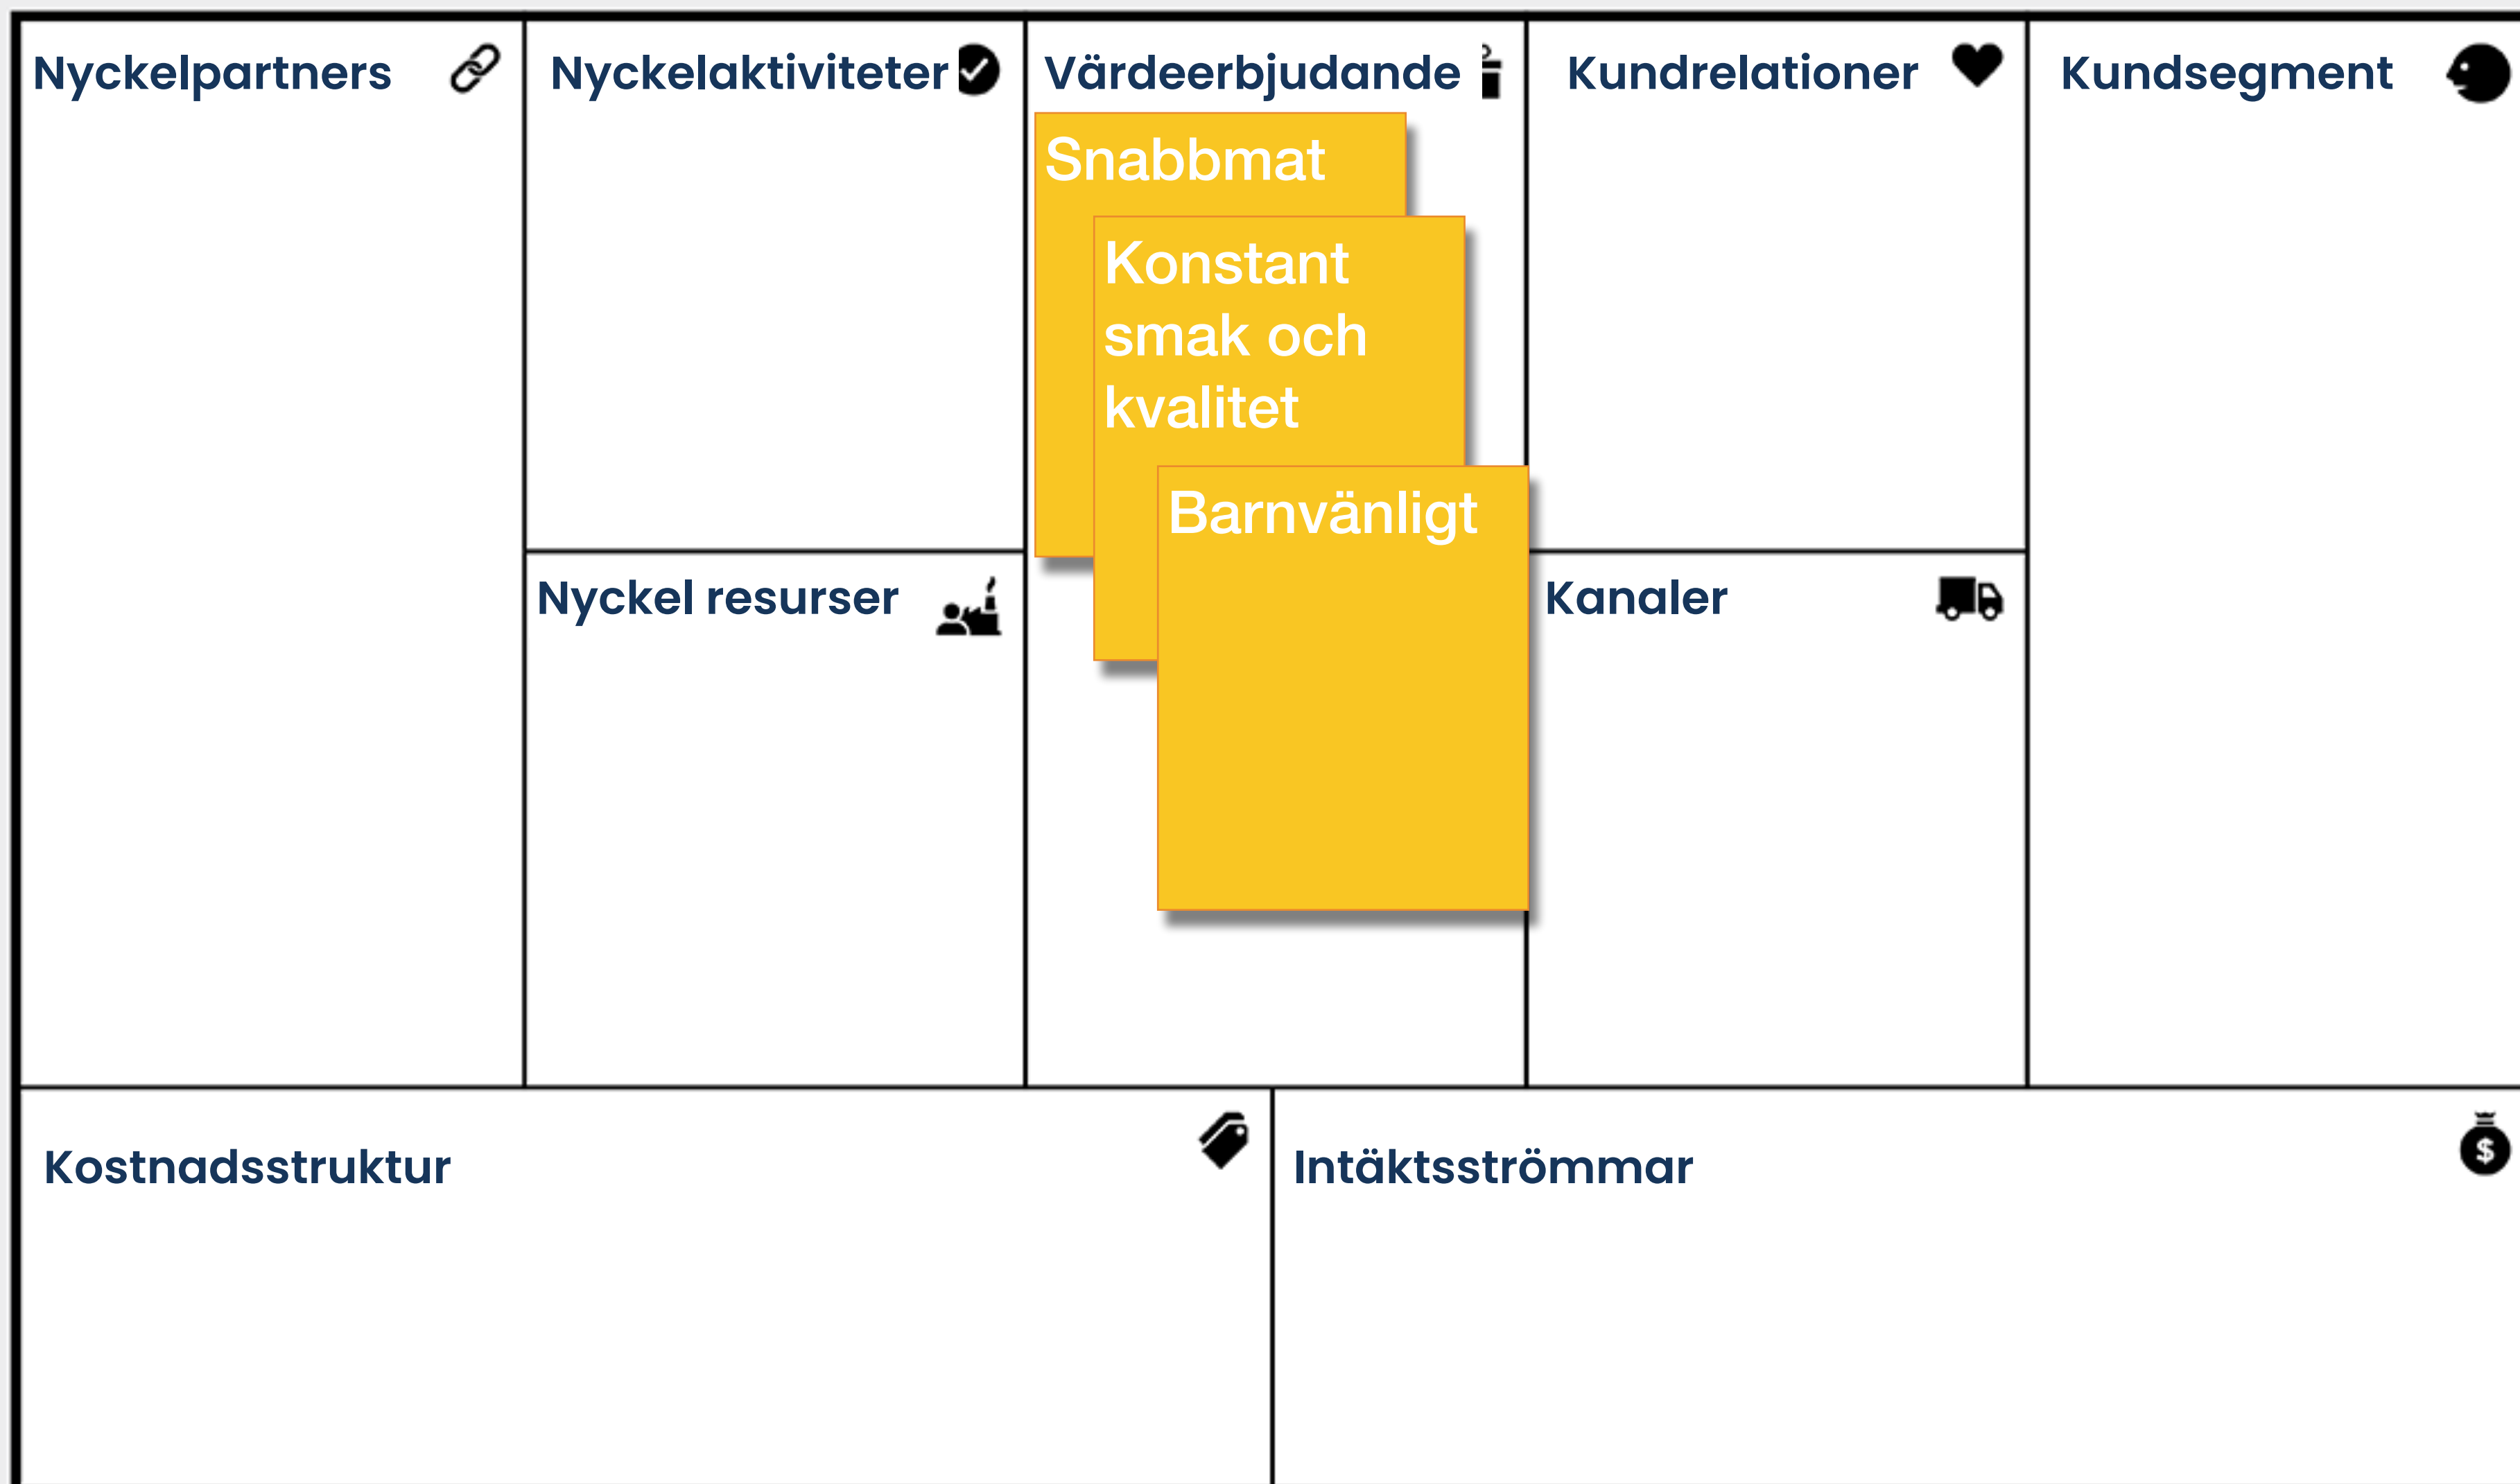 Nyckelpartners
Nyckelaktiviteter
Värdeerbjudande
Kundrelationer
Kundsegment
Snabbmat
Konstant
smak och
kvalitet
Barnvänligt
Nyckel resurser
Kanaler
Kostnadsstruktur
Intäktsströmmar
$